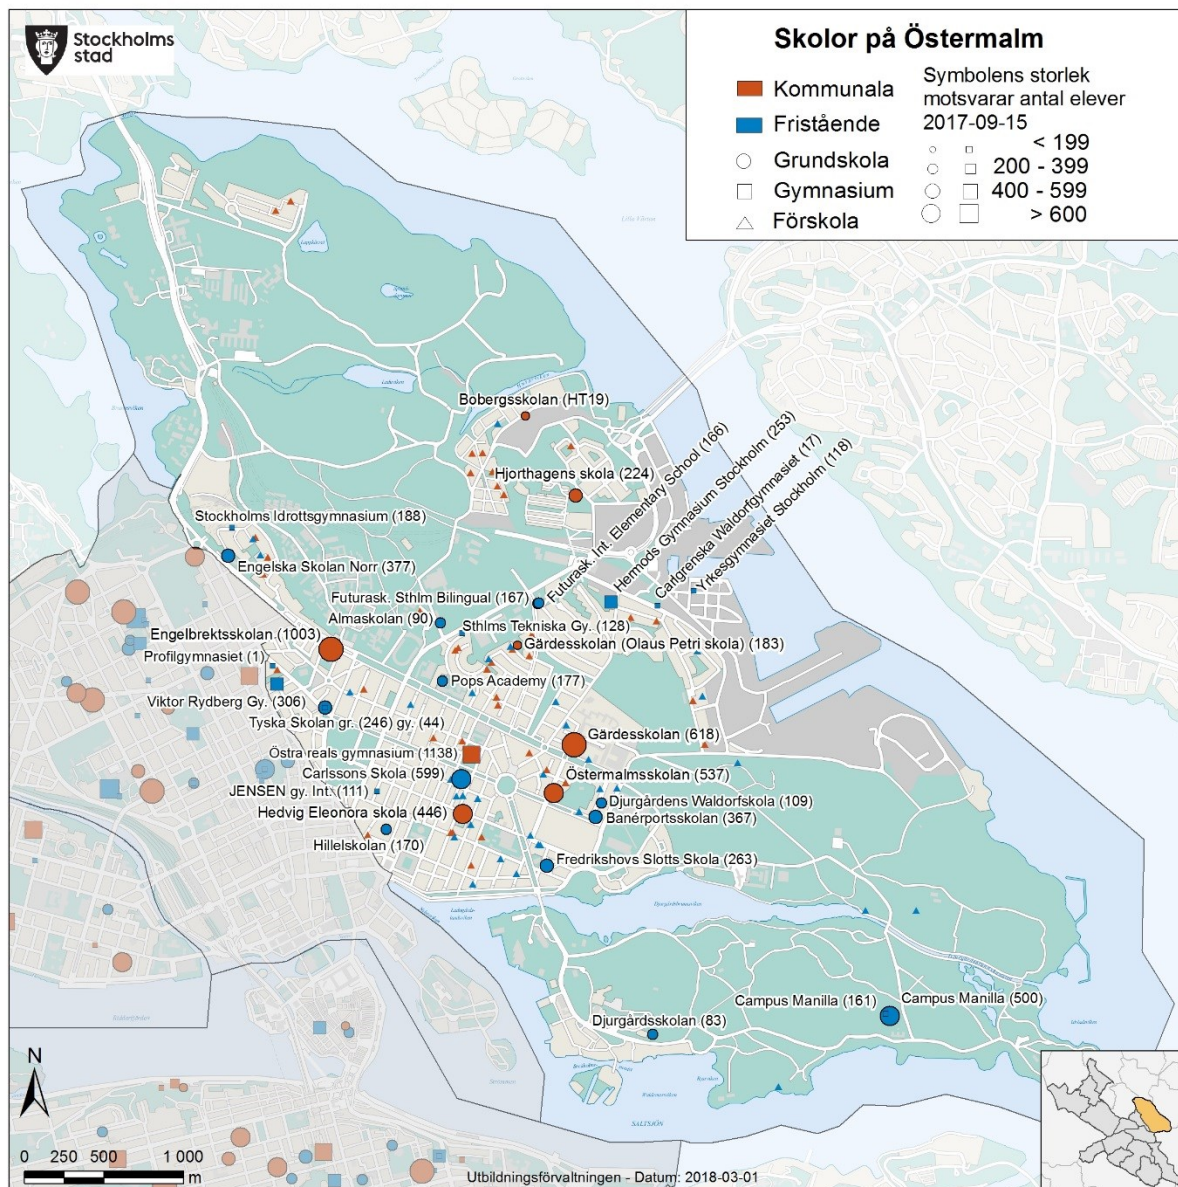 Stockholms
stad
Skolor på Östermalm
Kommunala
Fristående
Grundskola
Gymnasium
Förskola
Symbolens storlek
motsvarar antal elever
2017-09-15
< 199
200 - 399
400 - 599
> 600
Bobergsskolan (HT19)
Hjorthagens skola (224)
Futurask. Int. Elementary School (166)
Hermods Gymnasium Stockholm (253)
Carlgrenska Waldorfgymnasiet (17)
Yrkesgymnasiet Stockholm (118)
Stockholms Idrottsgymnasium (188)
Engelska Skolan Norr (377)
Futurask. Sthlm Bilingual (167)
Almaskolan (90)
Sthlms Tekniska Gy. (128)
Engelbrektsskolan (1003)
Gärdesskolan (Olaus Petri skola) (183)
Profilgymnasiet (1)
Pops Academy (177)
Viktor Rydberg Gy. (306)
Tyska Skolan gr. (246) gy. (44)
Gärdesskolan (618)
Östra reals gymnasium (1138)
Carlssons Skola (599)
Östermalmsskolan (537)
JENSEN gy. Int. (111)
Djurgårdens Waldorfskola (109)
Hedvig Eleonora skola (446)
Banérportsskolan (367)
Hillelskolan (170)
Fredrikshovs Slotts Skola (263)
Campus Manilla (161)
Campus Manilla (500)
Djurgårdsskolan (83)
SALTSJÖN
N
0 250 500 1 000
m
Utbildningsförvaltningen - Datum: 2018-03-01